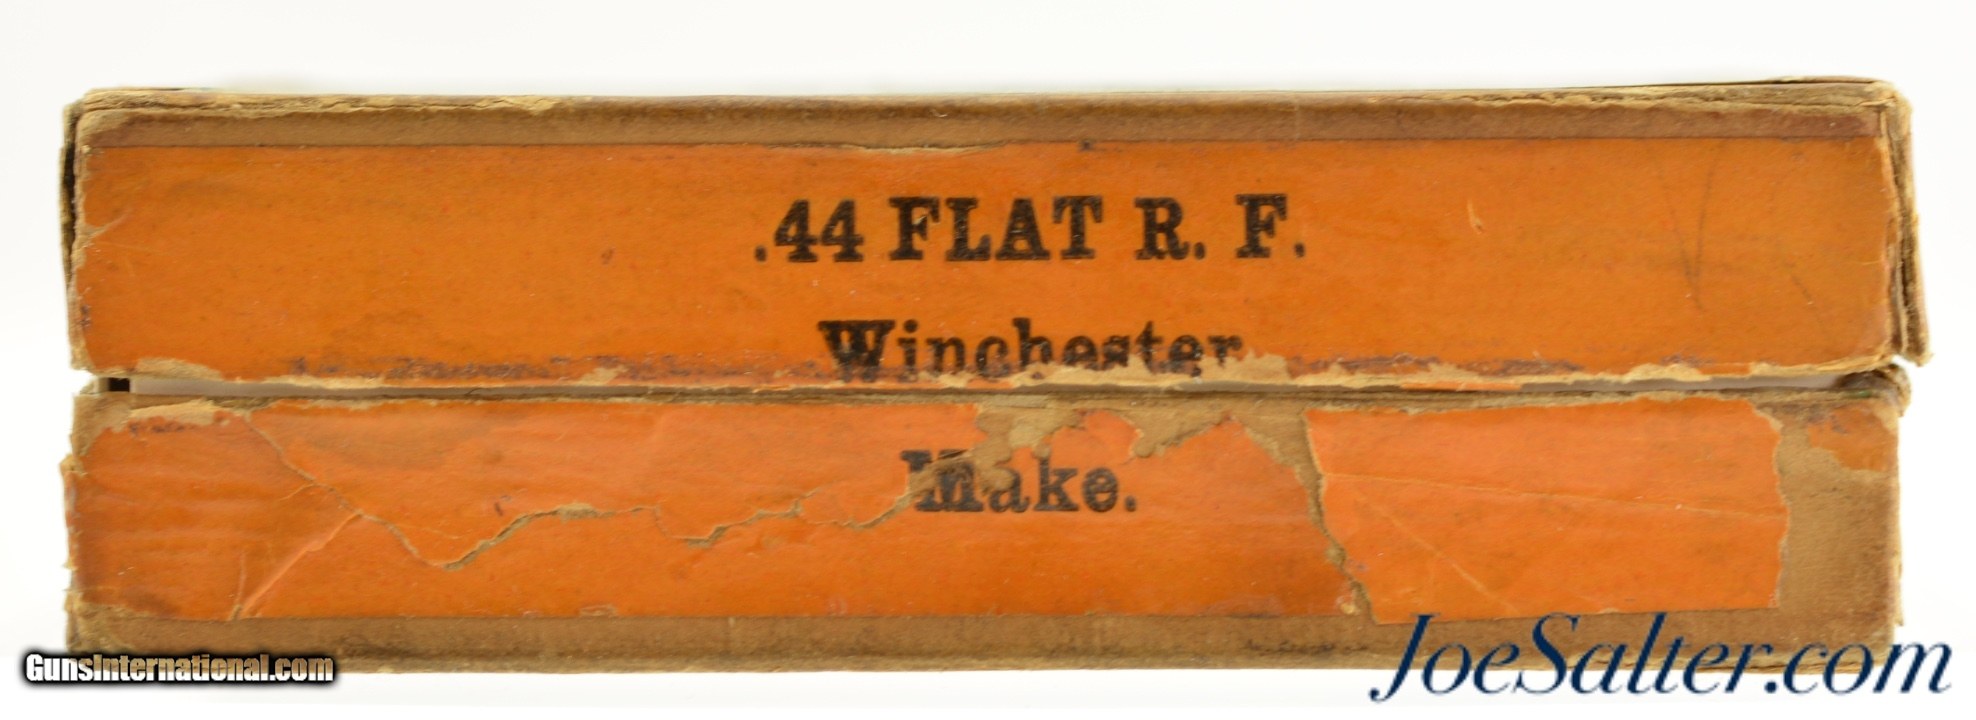 .44 FLAT R. F.
Winchester
Make.
GunsInternational.com
JoeSalter.com